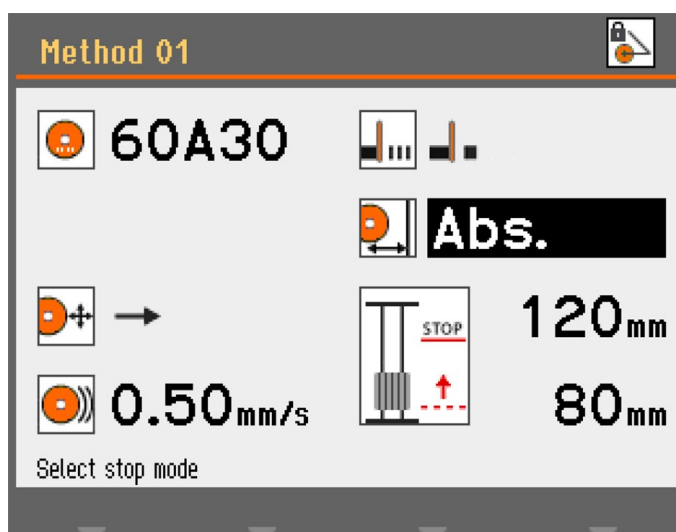 Method 01
60A30
Abs.
STOP
120mm
0.50mm/s
80mm
Select stop mode